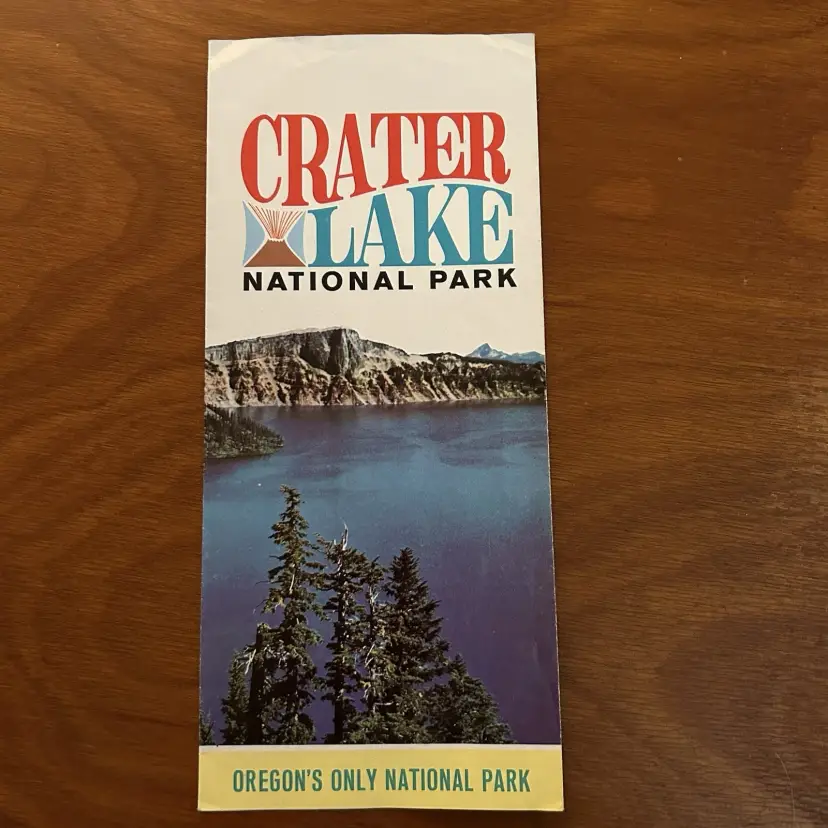 CRATER
LAKE
NATIONAL PARK
OREGON'S ONLY NATIONAL PARK